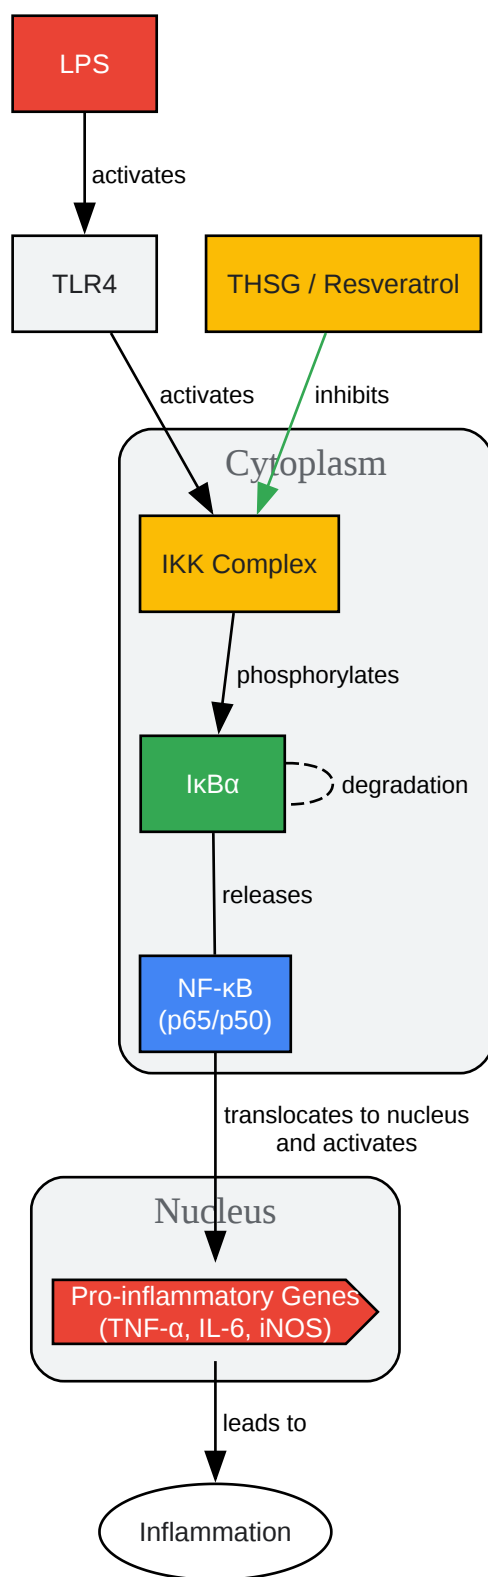 LPS
activates
TLR4
THSG / Resveratrol
activates
inhibits
Cytoplasm
IKK Complex
phosphorylates
IκBα
degradation
releases
NF-κB
(p65/p50)
translocates to nucleus
and activates
Nucleus
Pro-inflammatory Genes
(TNF-α, IL-6, iNOS)
leads to
Inflammation